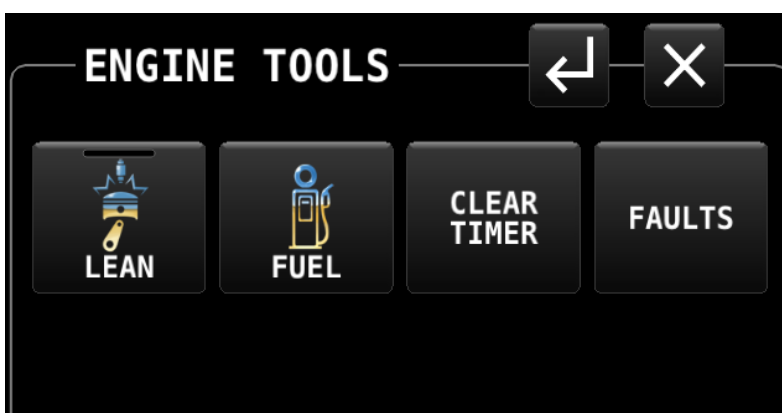 ENGINE TOOLS
LEAN
FUEL
CLEAR
TIMER
FAULTS